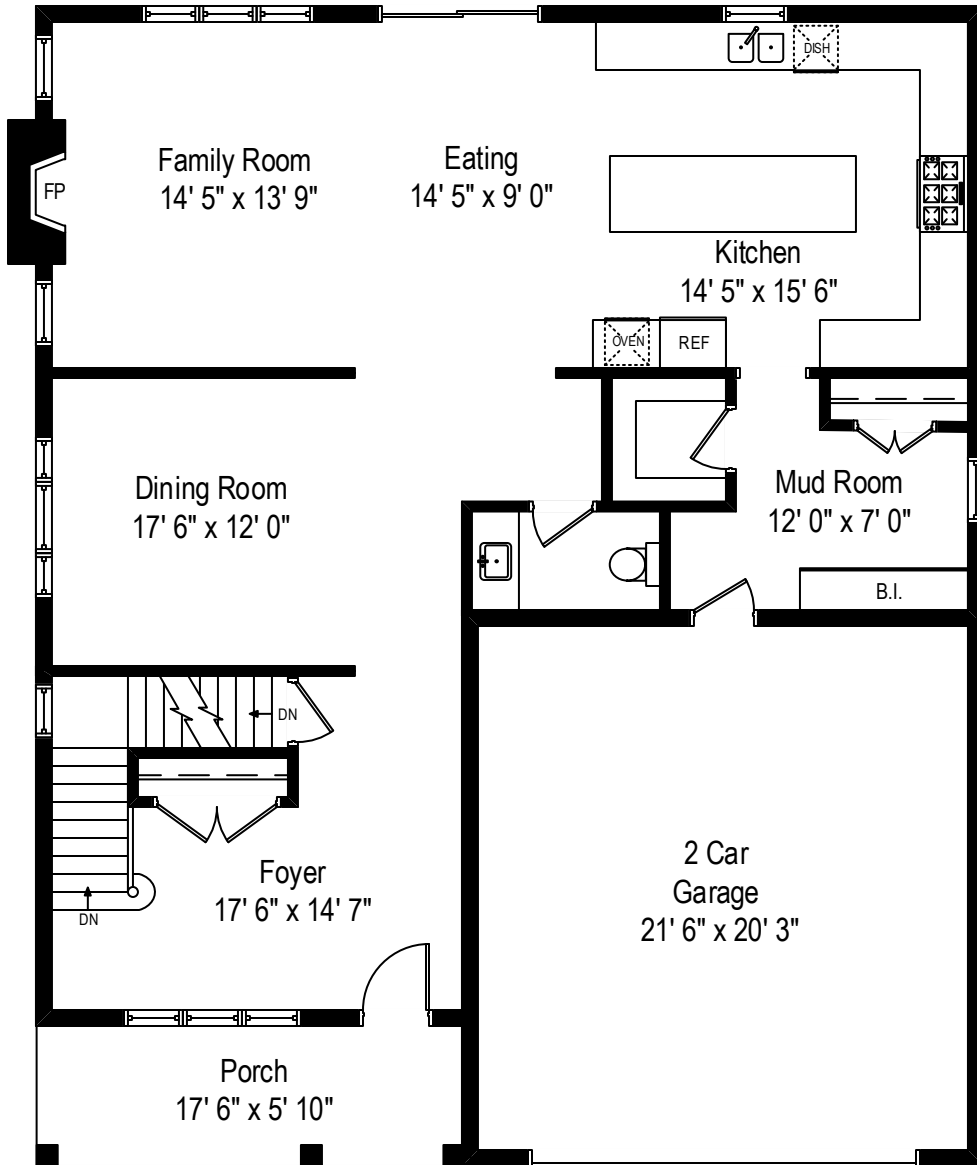 DISH
Family Room
14' 5" x 13' 9"
Eating
14' 5" x 9' 0"
FP
Kitchen
14' 5" x 15' 6"
OVEN
REF
Dining Room
17' 6" x 12' 0"
Mud Room
12' 0" x 7' 0"
B.I.
DN
Foyer
17' 6" x 14' 7"
DN
2 Car
Garage
21' 6" x 20' 3"
Porch
17' 6" x 5' 10"